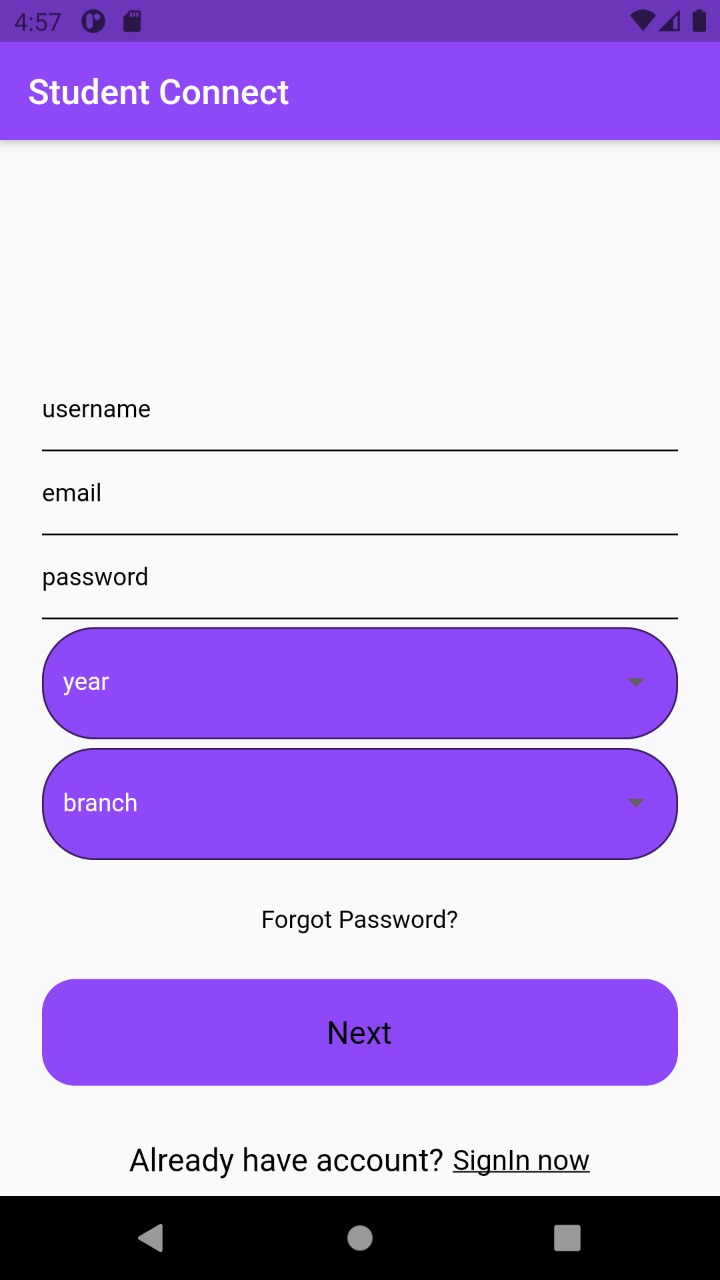 4:57
Student Connect
username
email
password
year
branch
Forgot Password?
Next
Already have account? SignIn now